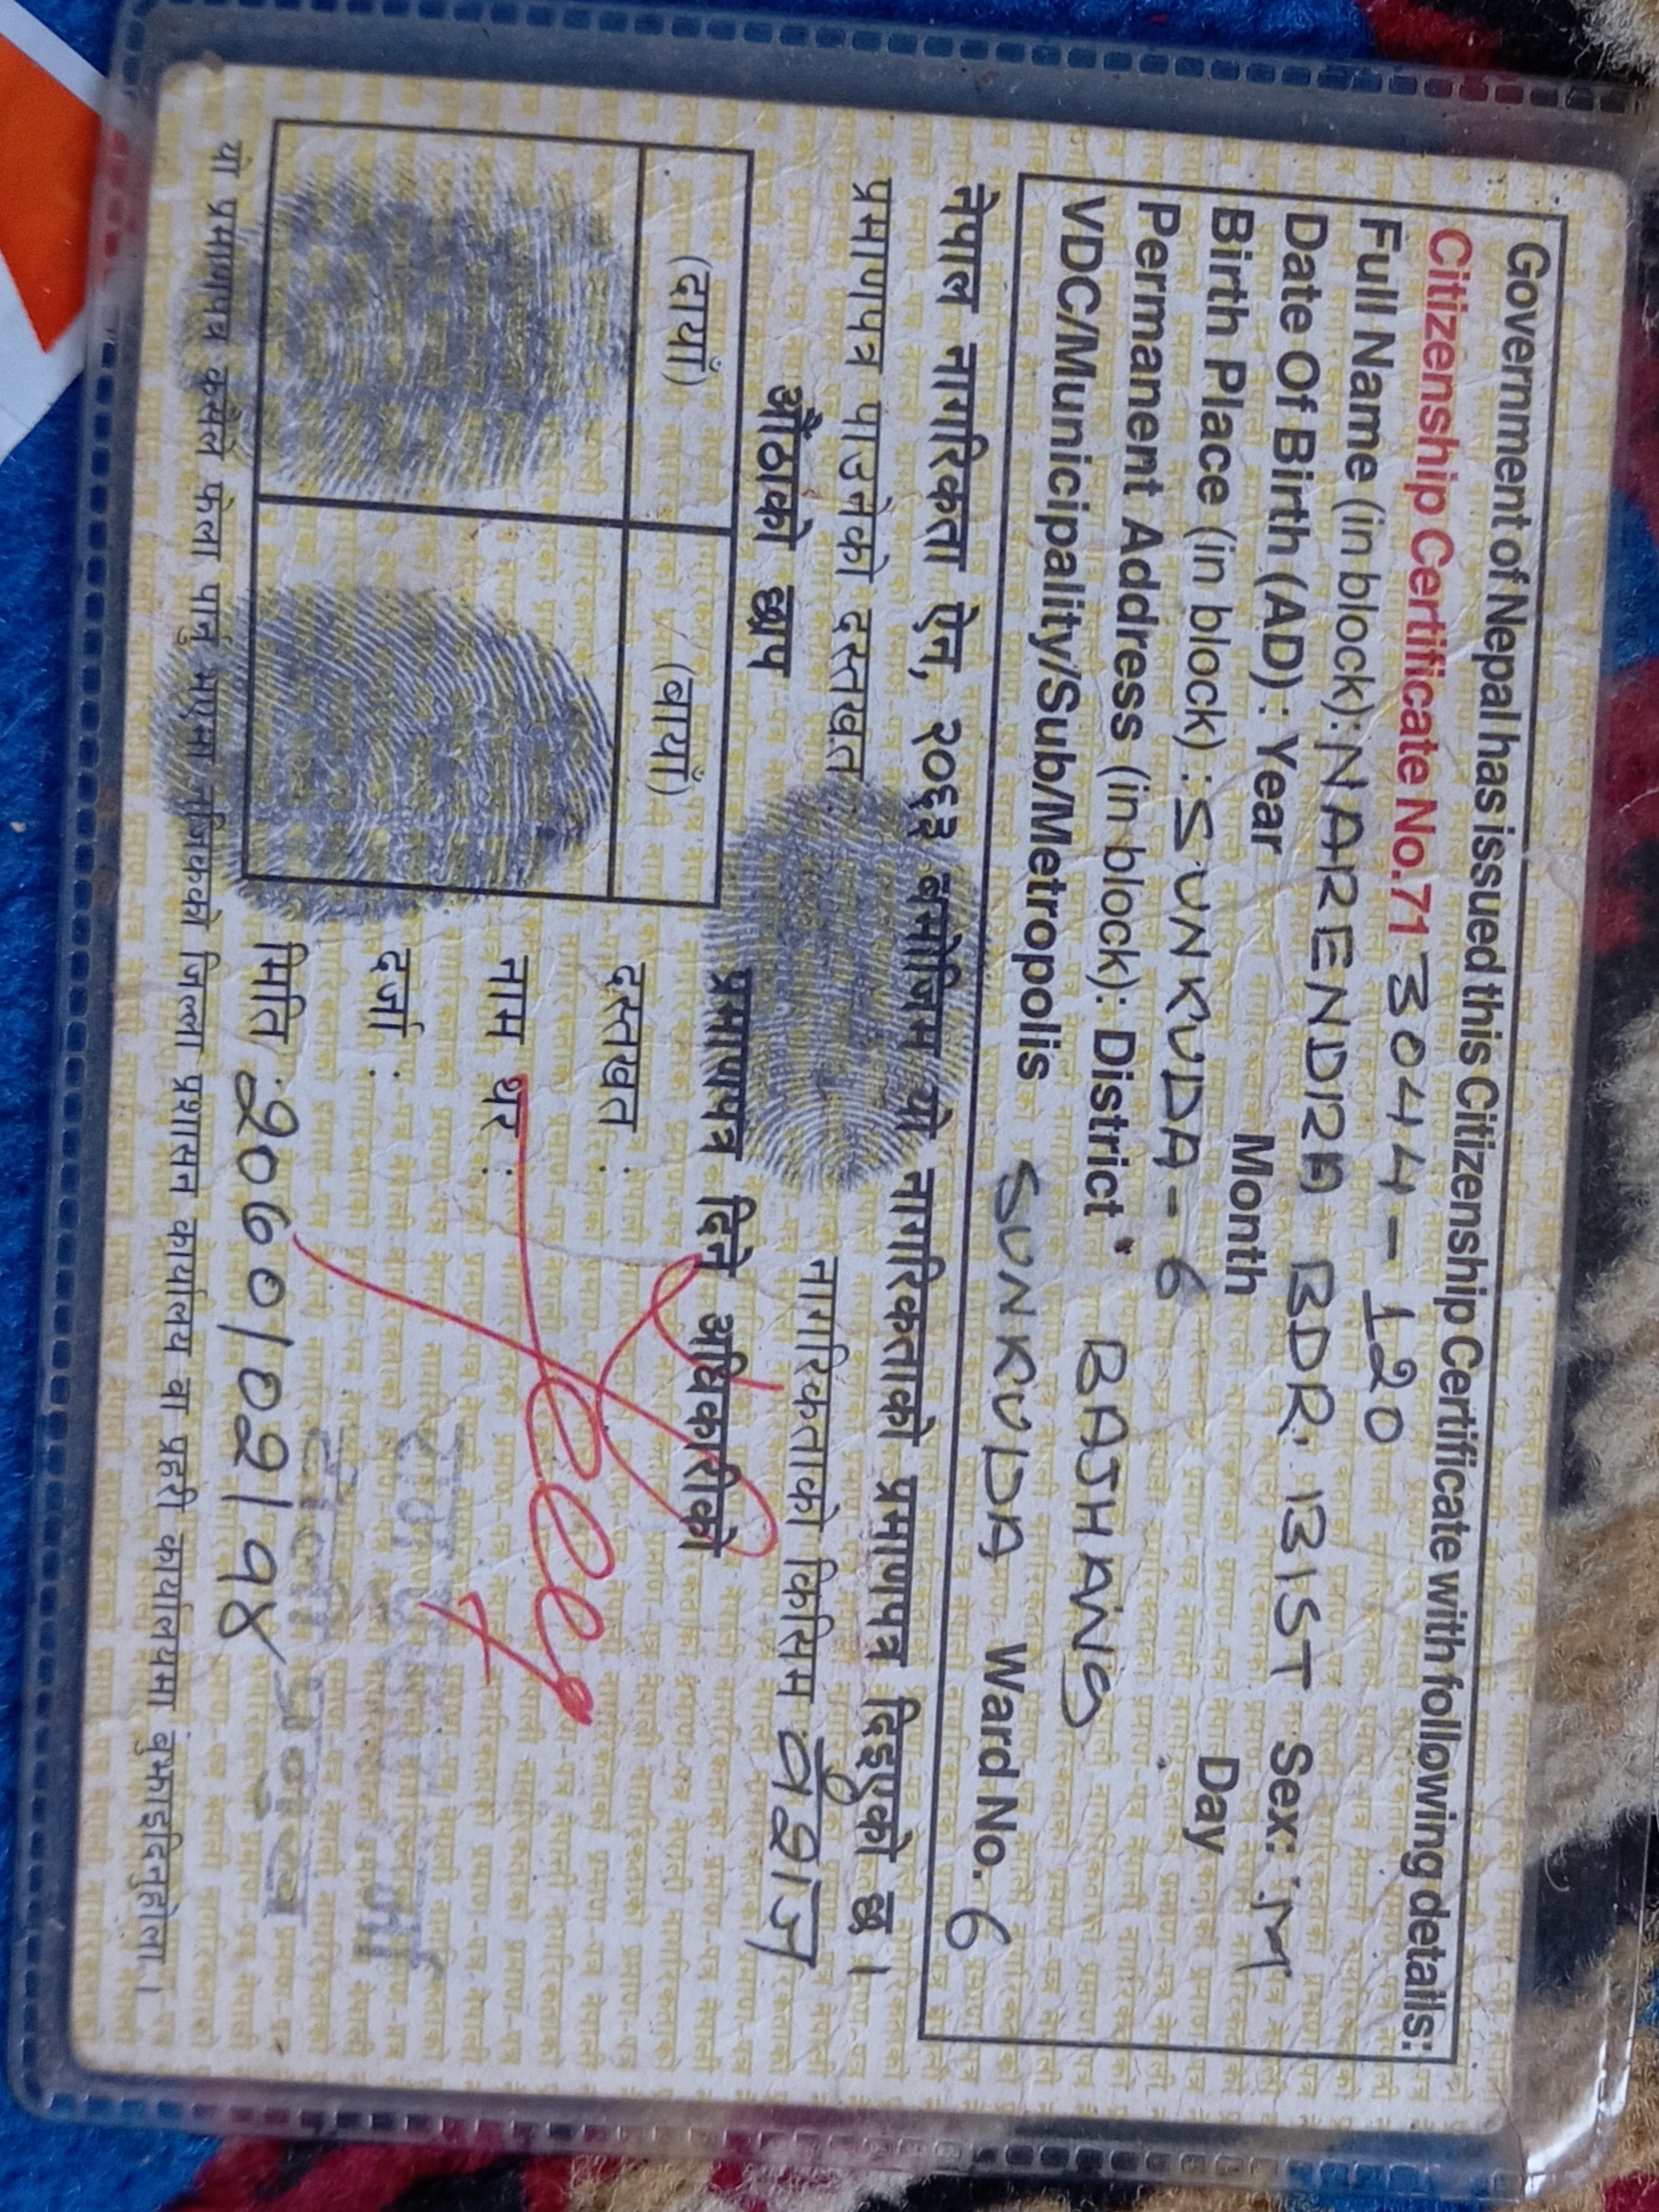 Government of Nepal has issued this Citizenship Certificate with following details:
Citizenship Certificate No. 71 3044-120
Full Name (in block): NARENDRA BDR. BIST Sex: M
Date Of Birth (AD) : Year Month Day
Birth Place (in block) : SUNKUDA - 6
Permanent Address (in block): District BAJHANG
VDC/Municipality/Sub/Metropolis SUNKUDA Ward No. 6
नेपाल नागरिकता ऐन, २०६३ बमोजिम यो नागरिकताको प्रमाणपत्र दिइएको छ ।
प्रमाणपत्र पाउनेको दस्तखत: नागरिकताको किसिम वंशज
औंठाको छाप
(दायाँ) (बायाँ)
प्रमाणपत्र दिने अधिकारीको
दस्तखत :
नाम थर :
दर्जा :
मिति : २०६०/०२/१४
यो प्रमाणपत्र कसैले फेला पारे नजिकको जिल्ला प्रशासन कार्यालय वा प्रहरी कार्यालयमा बुझाइदिनुहोला ।